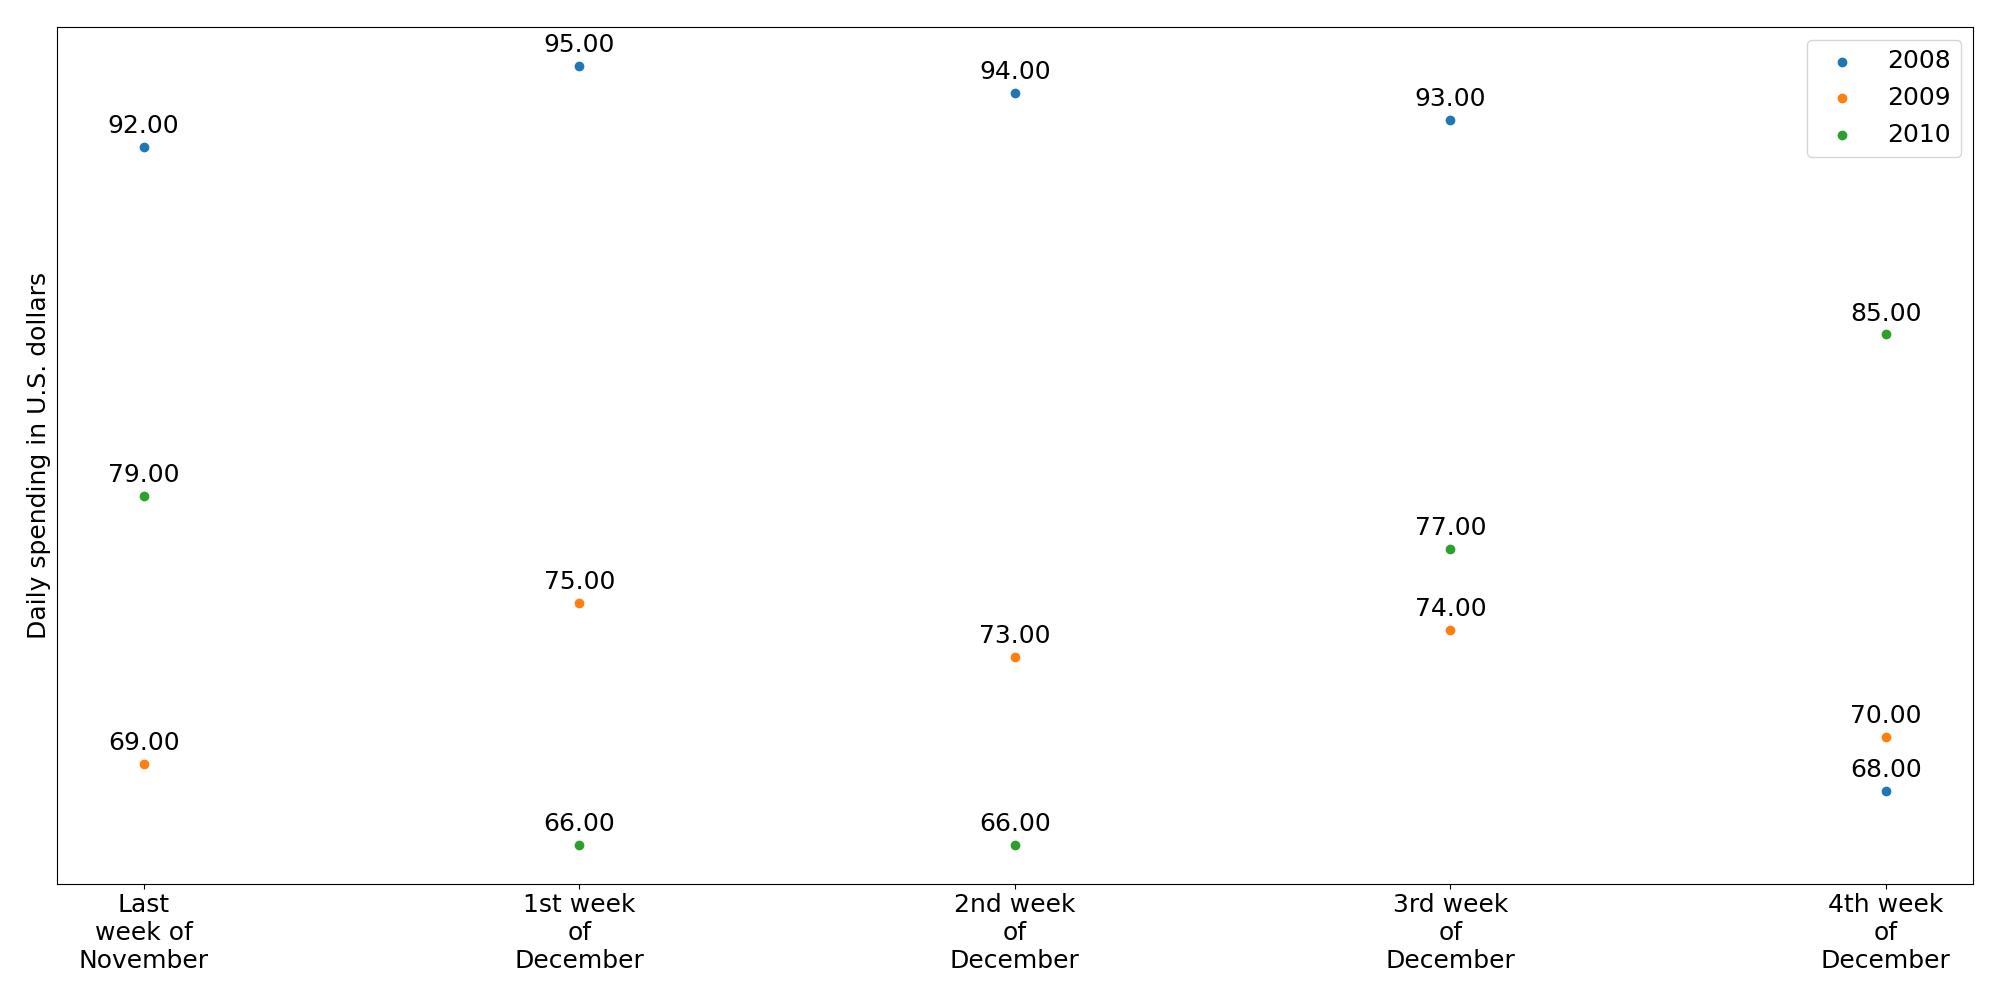 95.00
94.00
93.00
92.00
2008
2009
2010
85.00
79.00
77.00
75.00
74.00
73.00
70.00
69.00
68.00
66.00
66.00
Daily spending in U.S. dollars
Last
week of
November
1st week
of
December
2nd week
of
December
3rd week
of
December
4th week
of
December